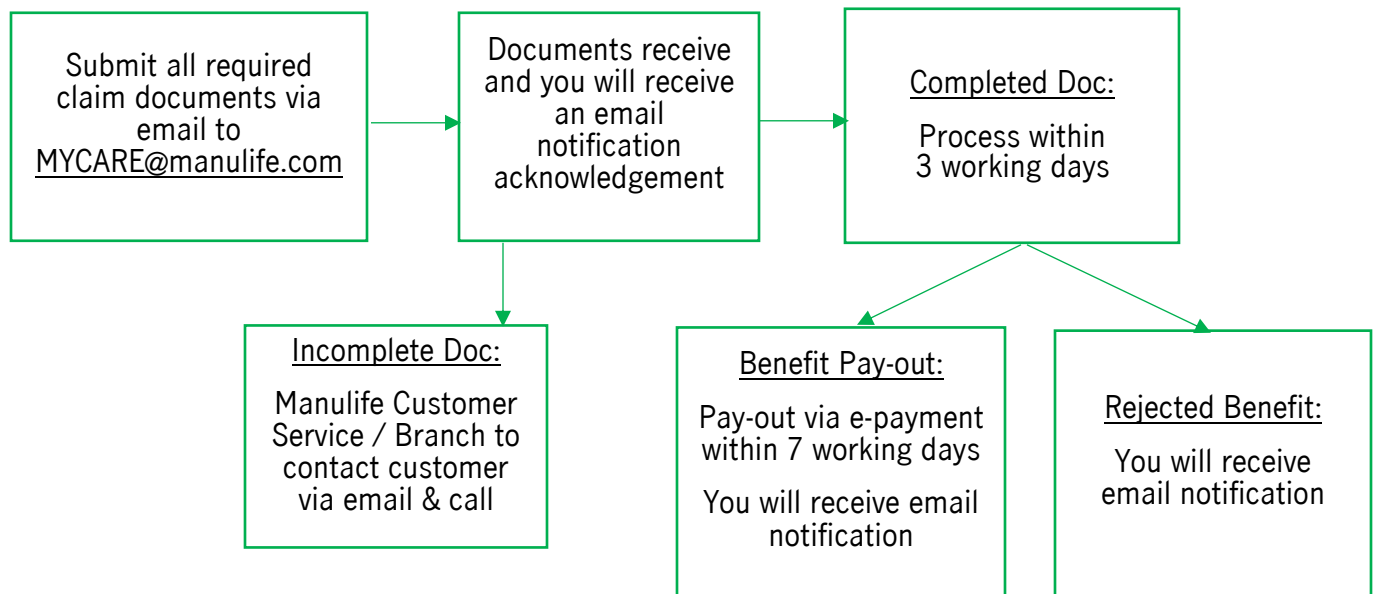 Submit all required
claim documents via
email to
MYCARE@manulife.com
Documents receive
and you will receive
an email
notification
acknowledgement
Completed Doc:
Process within
3 working days
Incomplete Doc:
Manulife Customer
Service / Branch to
contact customer
via email & call
Benefit Pay-out:
Pay-out via e-payment
within 7 working days
You will receive email
notification
Rejected Benefit:
You will receive
email notification